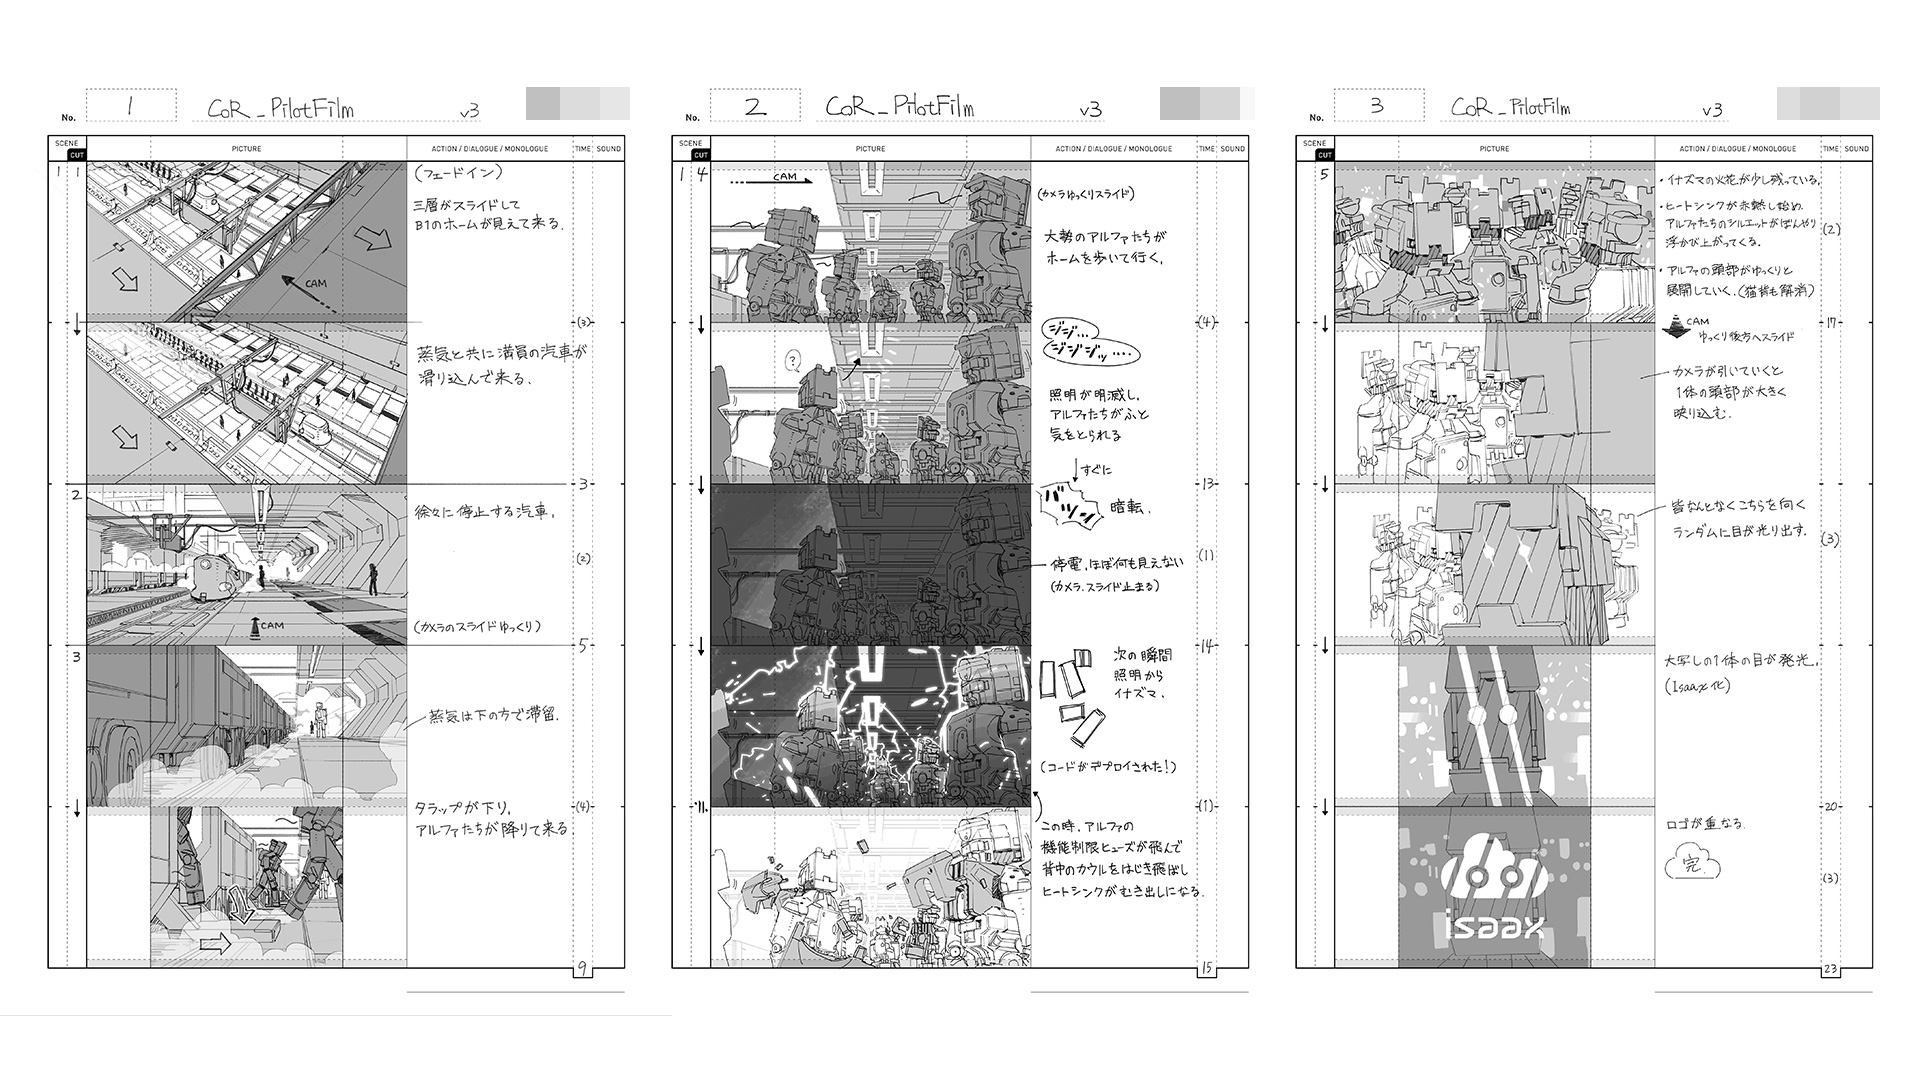 No.
1
CoR_PilotFilm
v3
SCENE
CUT
PICTURE
ACTION / DIALOGUE / MONOLOGUE
TIME
SOUND
1
1
(フェードイン)
三層がスライドして
B1のホームが見えて来る.
CAM
(3)
蒸気と共に満員の汽車が
滑り込んで来る.
3
2
徐々に停止する汽車.
(2)
CAM
(カメラのスライドゆっくり)
5
3
蒸気は下の方で滞留.
(4)
タラップが下り,
アルファたちが降りて来る
9
No.
2
CoR_PilotFilm
v3
SCENE
CUT
PICTURE
ACTION / DIALOGUE / MONOLOGUE
TIME
SOUND
1
4
CAM
(カメラゆっくりスライド)
大勢のアルファたちが
ホームを歩いて行く.
(4)
ジジ…
ジジジッ….
?
照明が明滅し,
アルファたちがふと
気をとられる
すぐに
13
バツン
暗転.
(1)
停電,ほぼ何も見えない
(カメラ,スライド止まる)
14
次の瞬間
照明から
イナズマ.
(コードがデプロイされた!)
(1)
この時,アルファの
機能制限ヒューズが飛んで
背中のカウルをはじき飛ばし
ヒートシンクがむき出しになる.
15
No.
3
CoR_PilotFilm
v3
SCENE
CUT
PICTURE
ACTION / DIALOGUE / MONOLOGUE
TIME
SOUND
5
・イナズマの火花が少し残っている.
・ヒートシンクが赤熱し始め.
アルファたちのシルエットがぼんやり
浮かび上がってくる.
(2)
・アルファの頭部がゆっくりと
展開していく.(猫背も解消)
17
CAM
ゆっくり後方へスライド
カメラが引いていくと
1体の頭部が大きく
映り込む.
皆なんとなくこちらを向く
ランダムに目が光り出す.
(3)
大写しの1体の目が発光.
(Isaax化)
20
ロゴが重なる.
完.
(3)
isaax
23